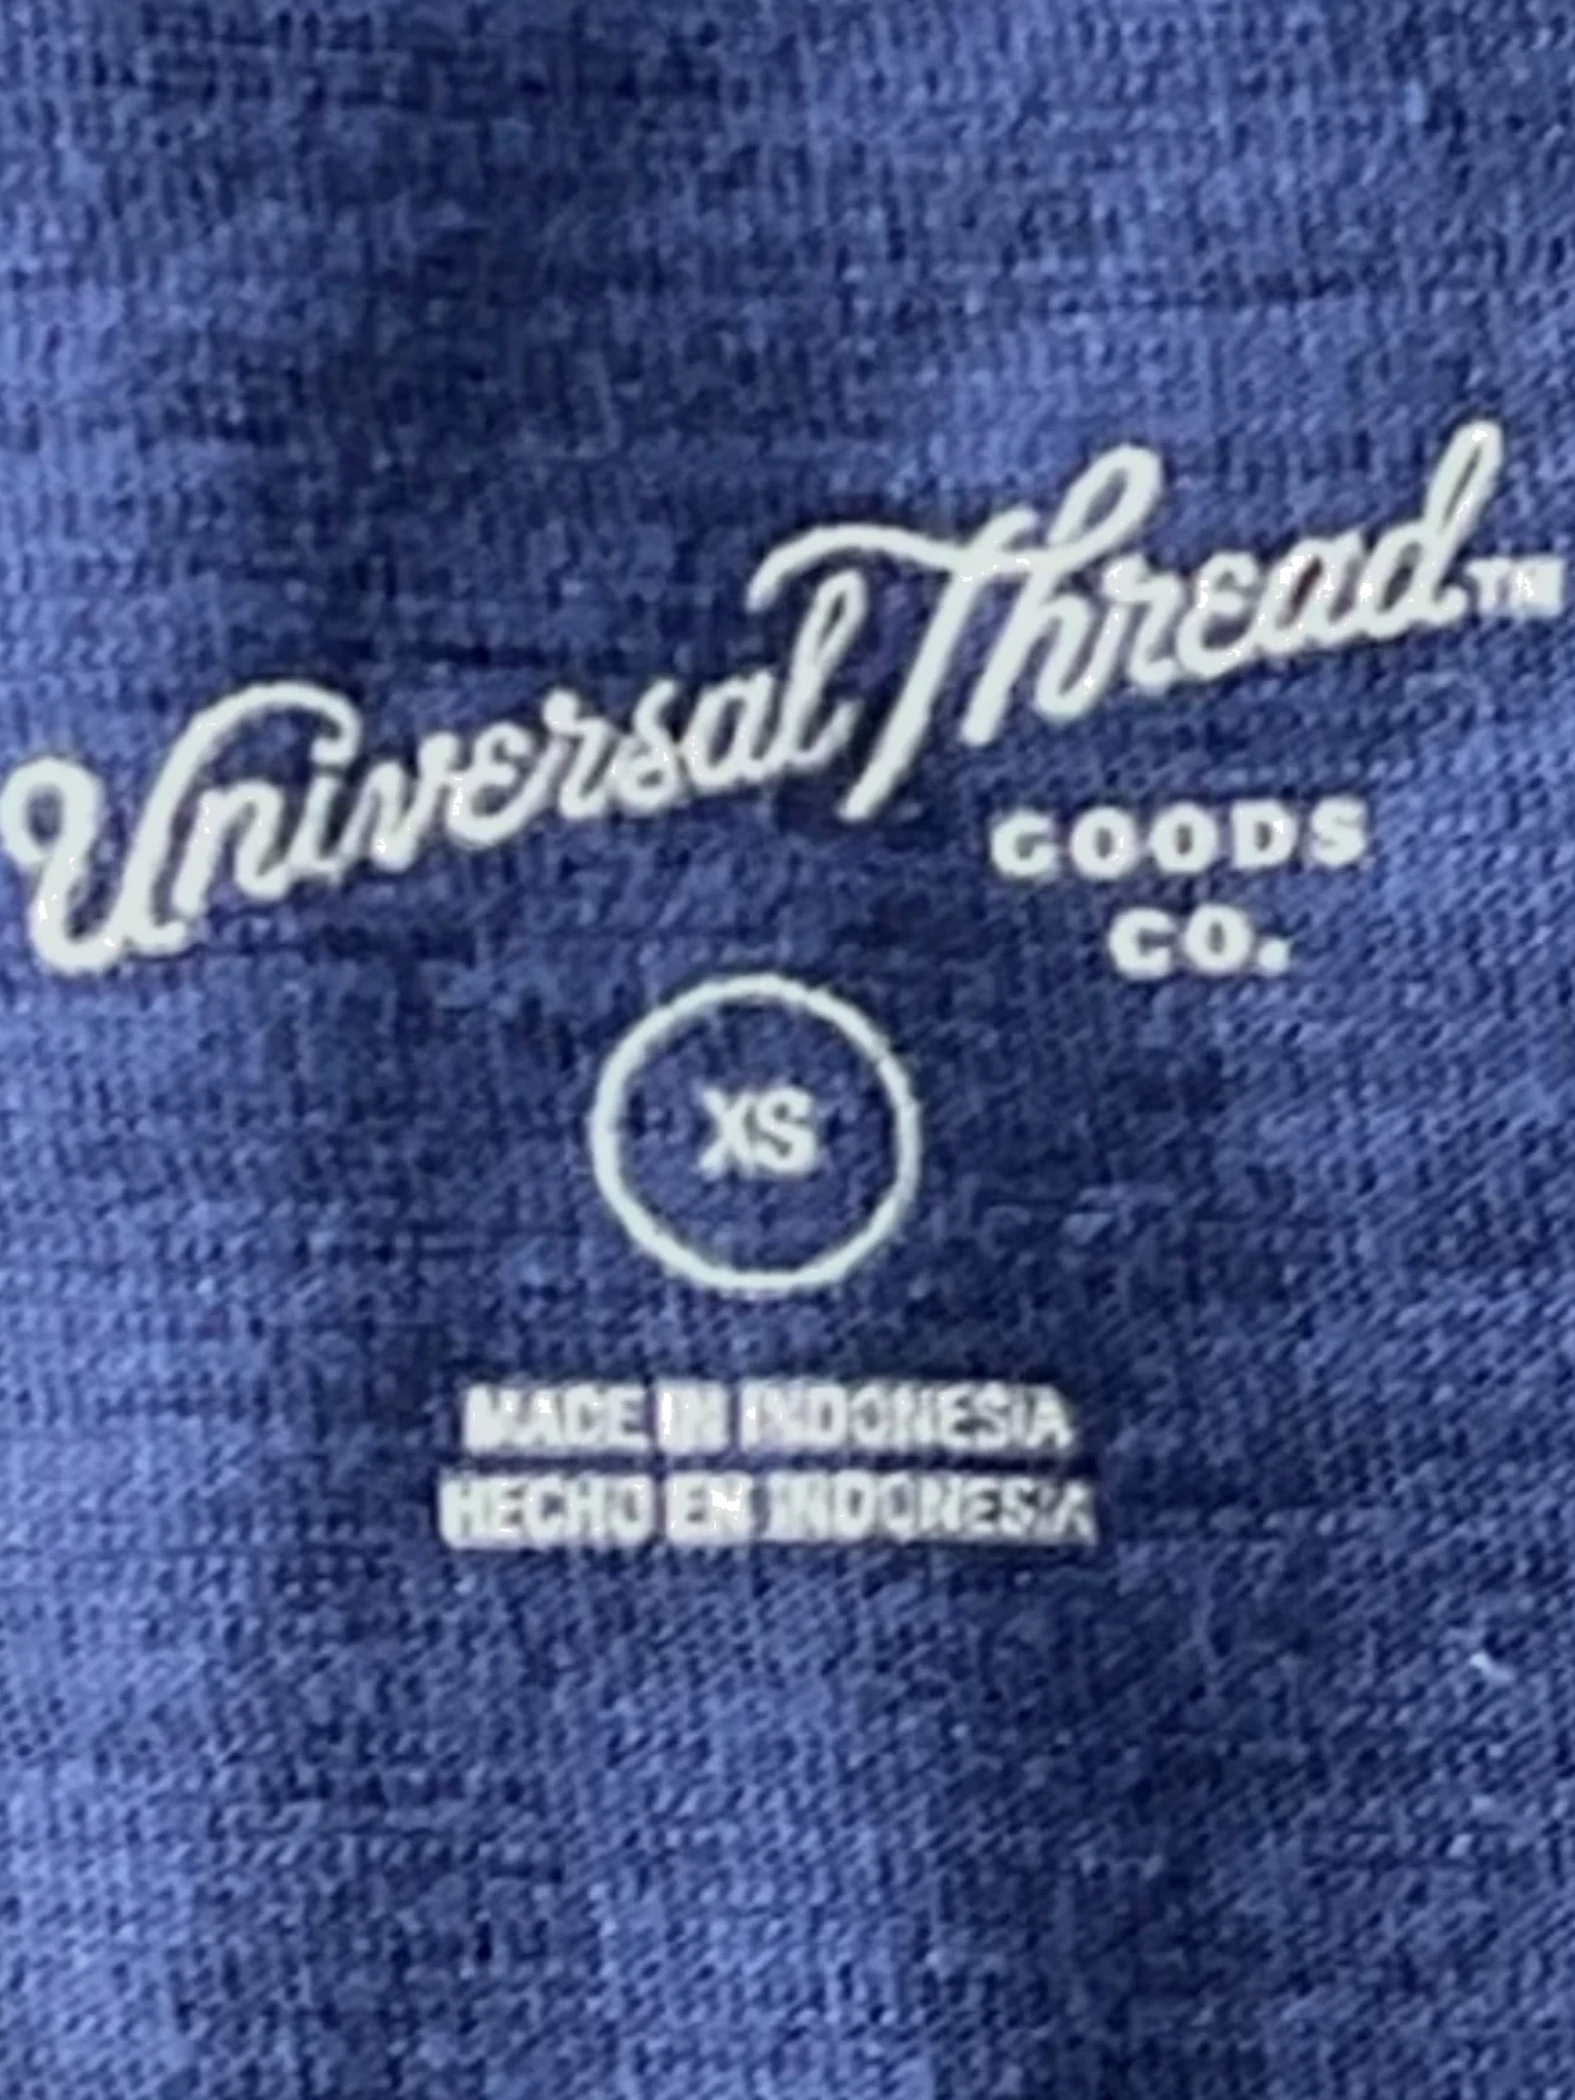 Universal Thread™
GOODS
CO.
XS
MADE IN INDONESIA
HECHO EN INDONESIA